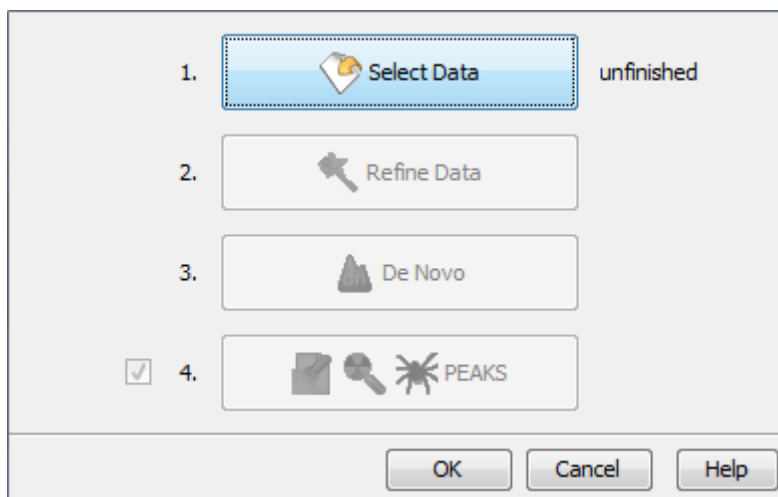 1. Select Data unfinished
2. Refine Data
3. De Novo
4. PEAKS
OK Cancel Help